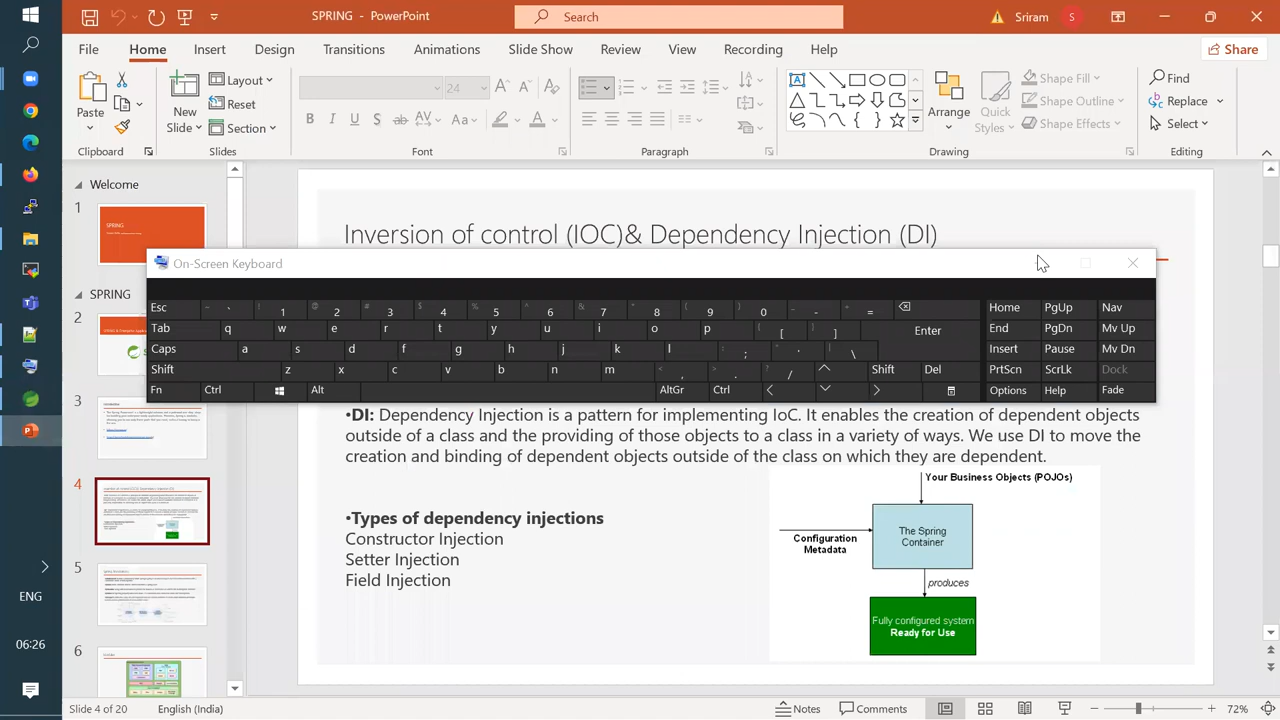 SPRING - PowerPoint
Search
Sriram
S
File
Home
Insert
Design
Transitions
Animations
Slide Show
Review
View
Recording
Help
Share
Paste
New
Slide
Layout
Reset
Section
24
Arrange
Quick
Styles
Shape Fill
Shape Outline
Shape Effects
Find
Replace
Select
Clipboard
Slides
Font
Paragraph
Drawing
Editing
Welcome
1
SPRING
SPRING
2
3
4
5
6
Inversion of control (IOC)& Dependency Injection (DI)
On-Screen Keyboard
Esc ~ ` ! 1 @ 2 # 3 $ 4 % 5 ^ 6 & 7 * 8 ( 9 ) 0 _ - + = Home PgUp Nav
Tab q w e t y i o p { [ Enter End PgDn Mv Up
Caps a s d f g h j k l : ; " ' | \ Insert Pause Mv Dn
Shift z x c v b n m < , > . ? / Shift Del PrtScn ScrLk Dock
Fn Ctrl Alt AltGr Ctrl Options Help Fade
•DI: Dependency Injection is a pattern for implementing IoC. It enables the creation of dependent objects
outside of a class and the providing of those objects to a class in a variety of ways. We use DI to move the
creation and binding of dependent objects outside of the class on which they are dependent.
•Types of dependency injections
Constructor Injection
Setter Injection
Field Injection
Your Business Objects (POJOs)
The Spring
Container
Configuration
Metadata
produces
Fully configured system
Ready for Use
ENG
06:26
Slide 4 of 20
English (India)
Notes
Comments
72%